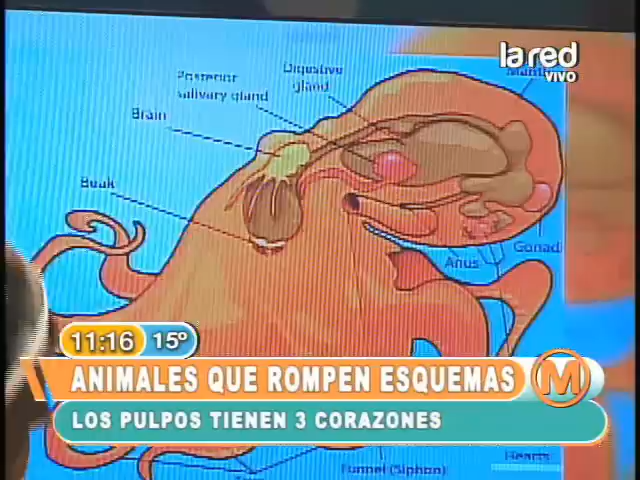 la red
VIVO
Digestive
gland
Posterior
salivary gland
Brain
Beak
Gonad
Anus
11:16 15º
ANIMALES QUE ROMPEN ESQUEMAS
M
LOS PULPOS TIENEN 3 CORAZONES
Hearts
Funnel (Siphon)